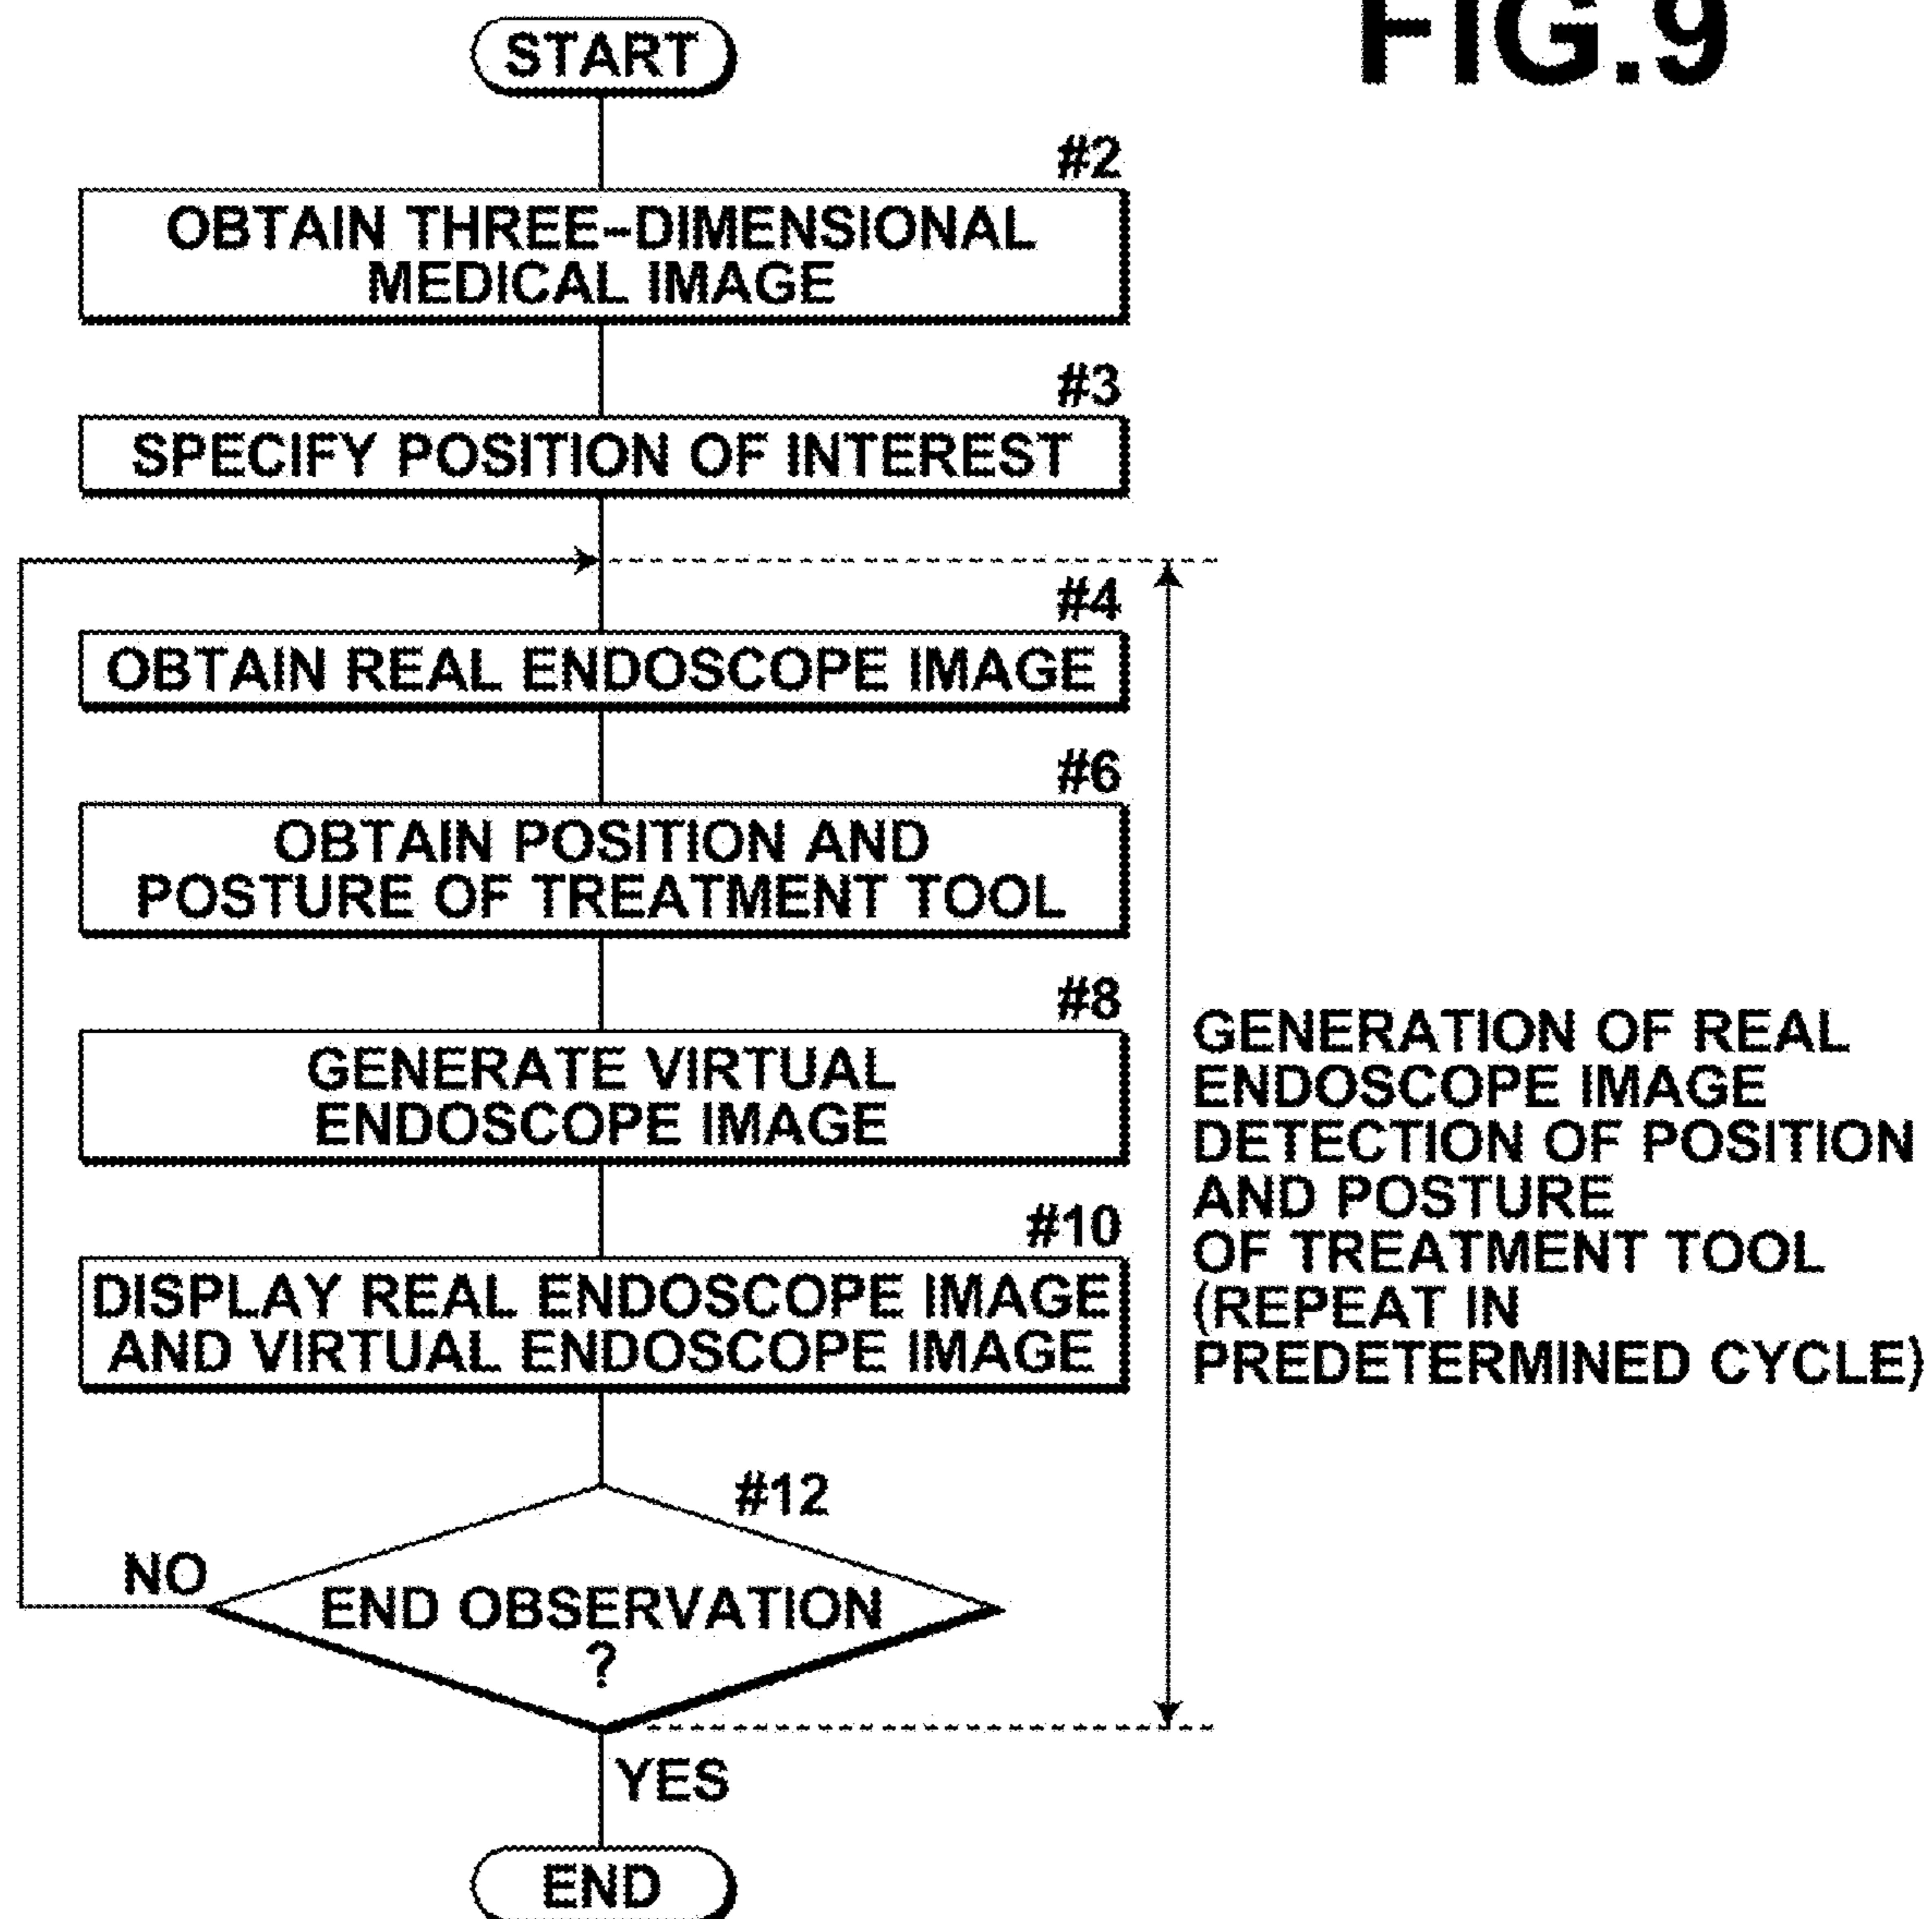 FIG.9
START
#2
OBTAIN THREE-DIMENSIONAL
MEDICAL IMAGE
#3
SPECIFY POSITION OF INTEREST
#4
OBTAIN REAL ENDOSCOPE IMAGE
#6
OBTAIN POSITION AND
POSTURE OF TREATMENT TOOL
#8
GENERATE VIRTUAL
ENDOSCOPE IMAGE
#10
DISPLAY REAL ENDOSCOPE IMAGE
AND VIRTUAL ENDOSCOPE IMAGE
#12
NO
END OBSERVATION
?
YES
END
GENERATION OF REAL
ENDOSCOPE IMAGE
DETECTION OF POSITION
AND POSTURE
OF TREATMENT TOOL
(REPEAT IN
PREDETERMINED CYCLE)